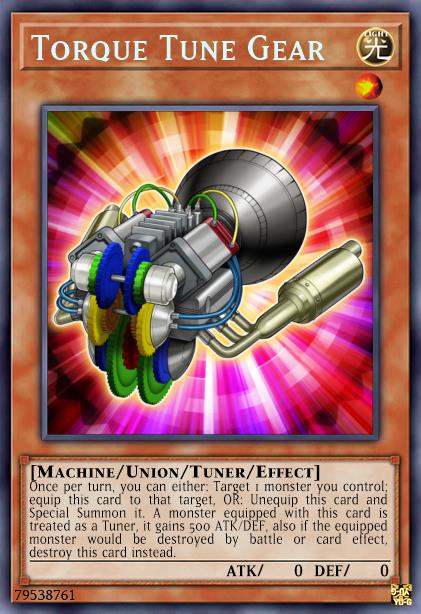 TORQUE TUNE GEAR
LIGHT
光
[MACHINE/UNION/TUNER/EFFECT]
Once per turn, you can either: Target 1 monster you control;
equip this card to that target, OR: Unequip this card and
Special Summon it. A monster equipped with this card is
treated as a Tuner, it gains 500 ATK/DEF, also if the equipped
monster would be destroyed by battle or card effect,
destroy this card instead.
ATK/ 0 DEF/ 0
79538761